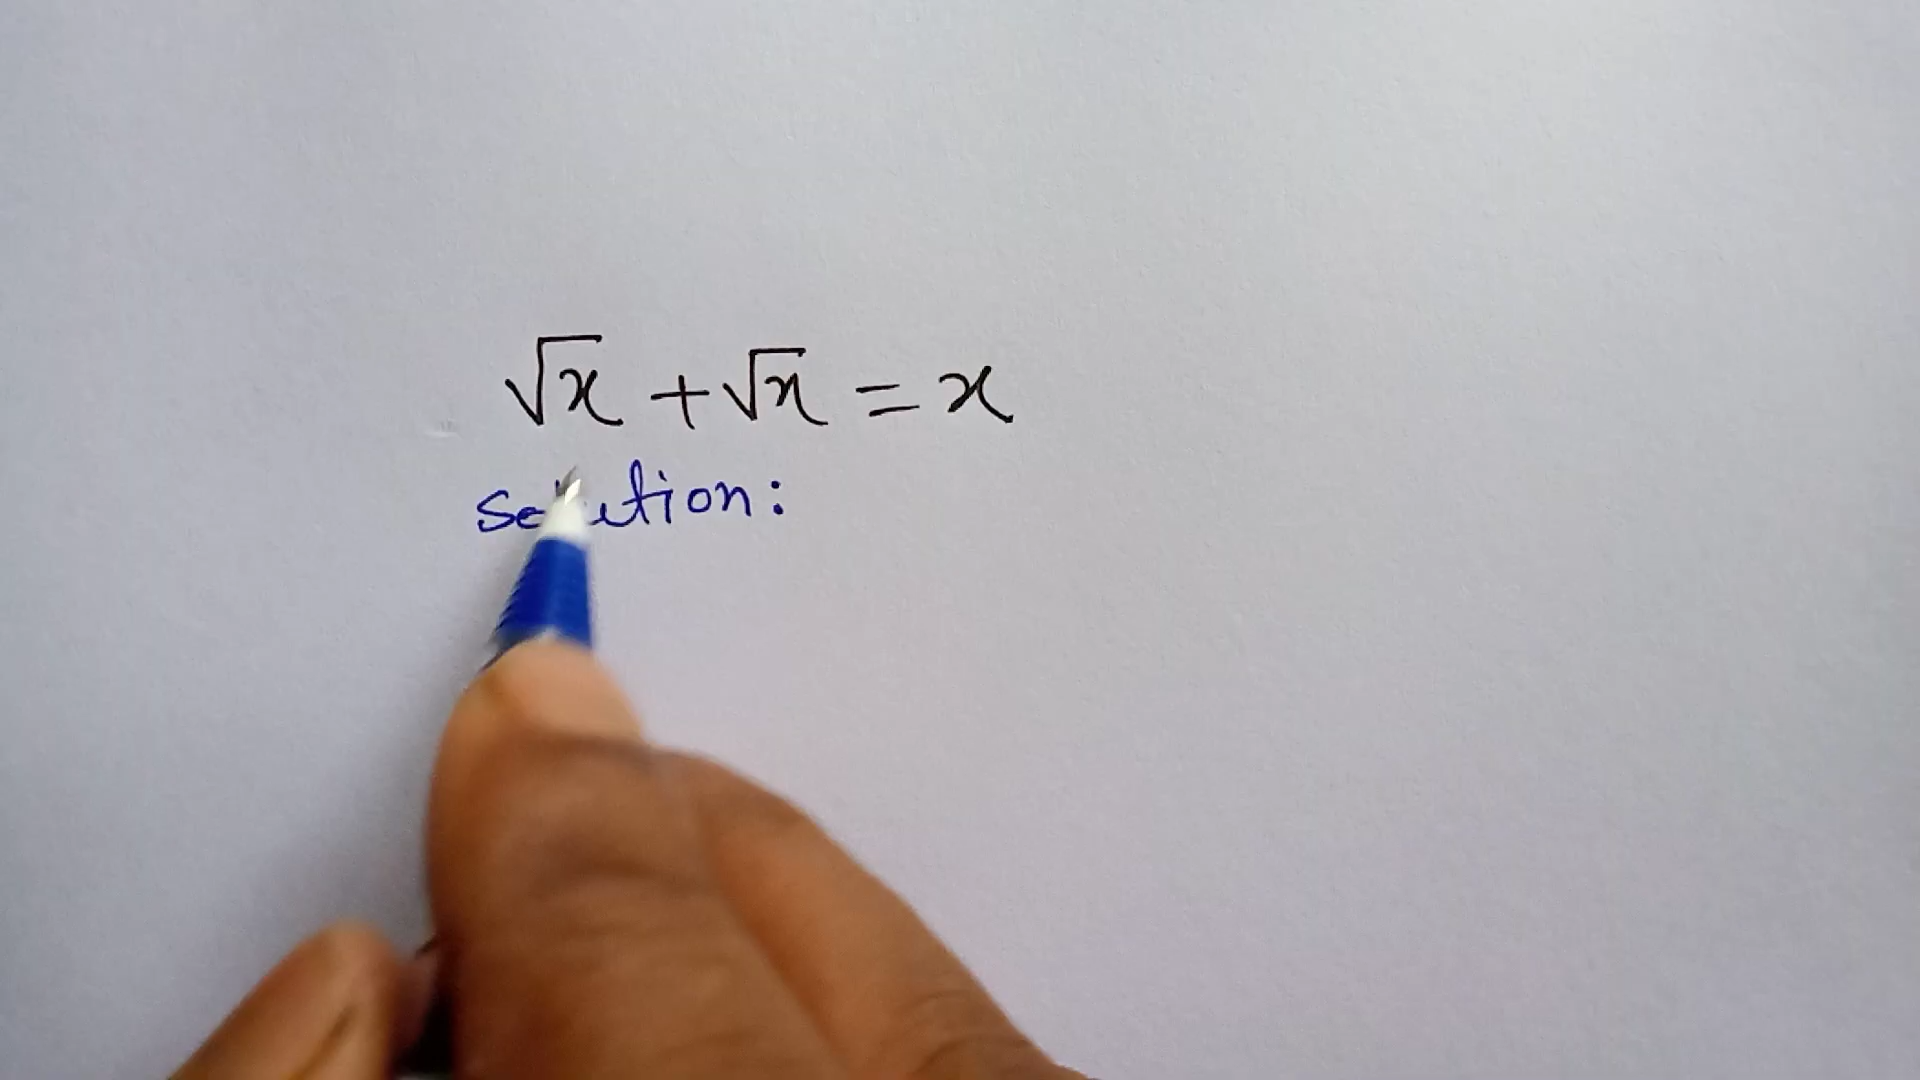 √x + √x = x
solution: